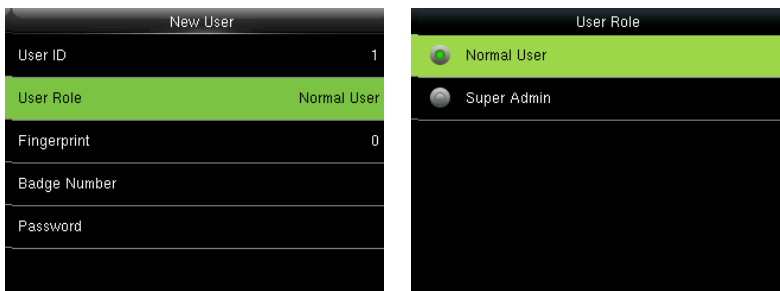 New User
User ID 1
User Role Normal User
Fingerprint 0
Badge Number
Password
User Role
Normal User
Super Admin